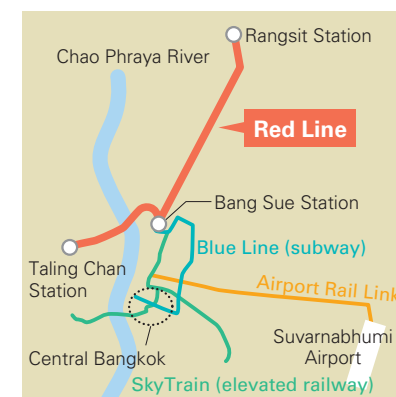 Rangsit Station
Chao Phraya River
Red Line
Bang Sue Station
Blue Line (subway)
Taling Chan
Station
Airport Rail Link
Suvarnabhumi
Airport
Central Bangkok
SkyTrain (elevated railway)